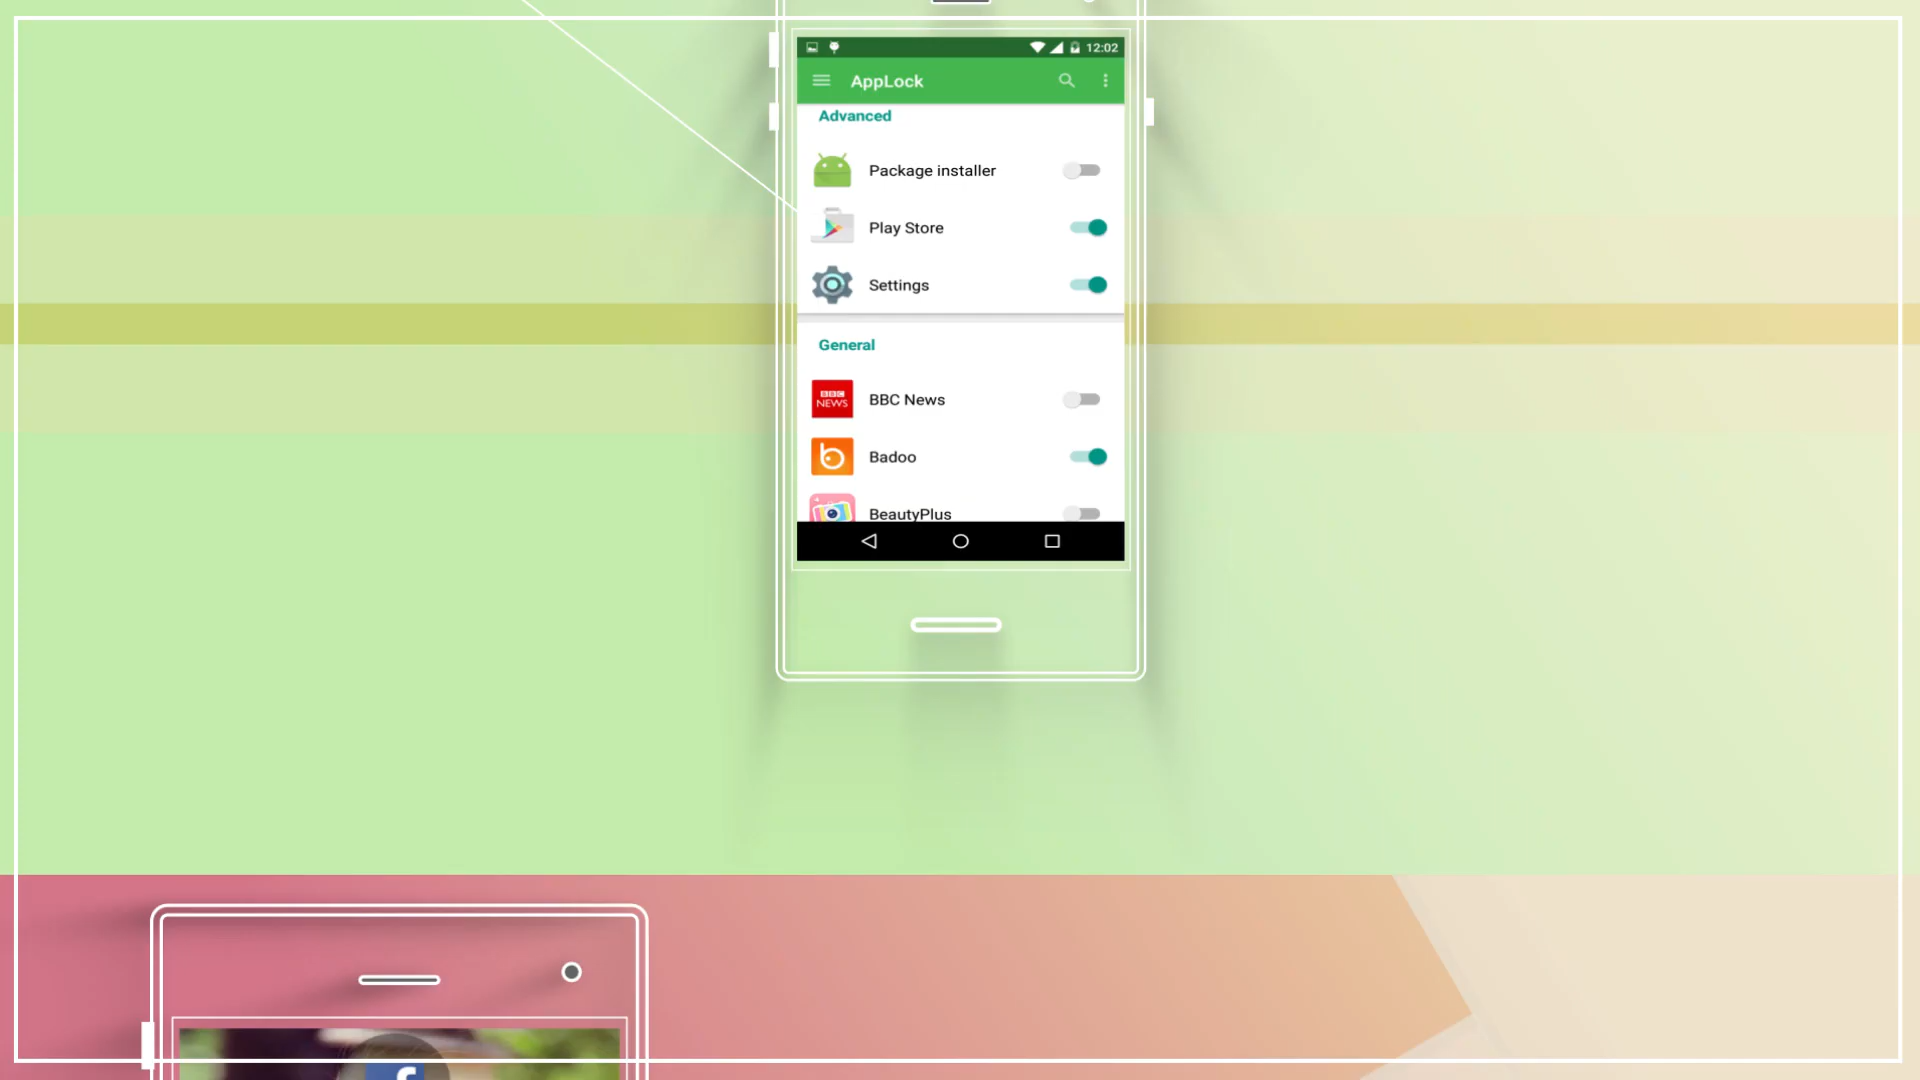 12:02
AppLock
Advanced
Package installer
Play Store
Settings
General
BBC NEWS
BBC News
b
Badoo
BeautyPlus
f